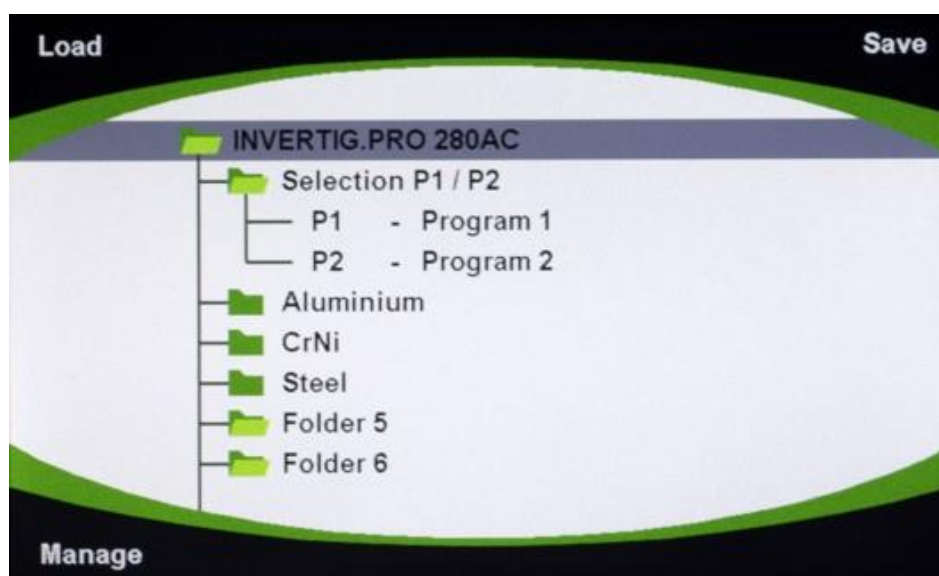 Load
Save
INVERTIG.PRO 280AC
Selection P1 / P2
P1 - Program 1
P2 - Program 2
Aluminium
CrNi
Steel
Folder 5
Folder 6
Manage